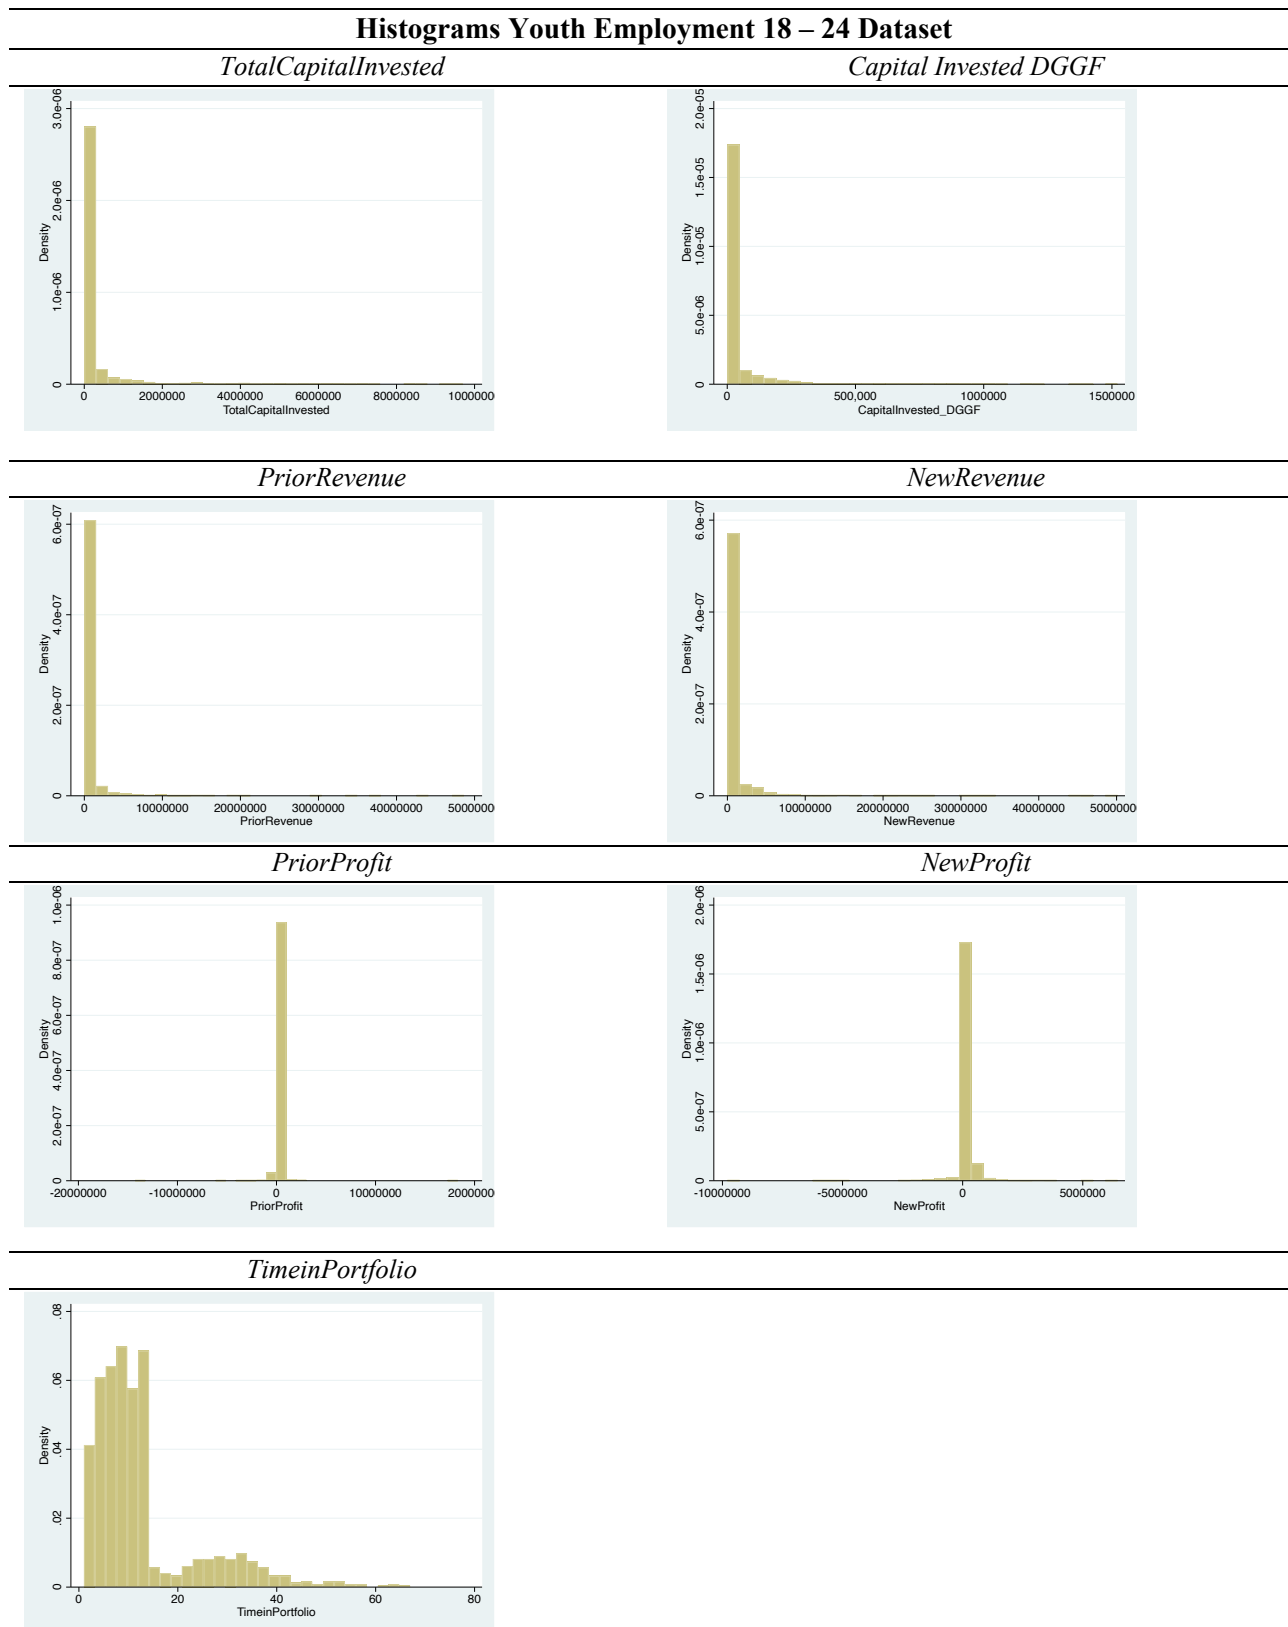 Histograms Youth Employment 18 – 24 Dataset
TotalCapitalInvested
Capital Invested DGGF
3.0e-06
2.0e-06
1.0e-06
0
Density
0 2000000 4000000 6000000 8000000 1000000
TotalCapitalInvested
2.0e-05
1.5e-05
1.0e-05
5.0e-06
0
Density
0 500,000 1000000 1500000
CapitalInvested_DGGF
PriorRevenue
NewRevenue
6.0e-07
4.0e-07
2.0e-07
0
Density
0 10000000 20000000 30000000 40000000 5000000
PriorRevenue
6.0e-07
4.0e-07
2.0e-07
0
Density
0 10000000 20000000 30000000 40000000 5000000
NewRevenue
PriorProfit
NewProfit
1.0e-06
8.0e-07
6.0e-07
4.0e-07
2.0e-07
0
Density
-20000000 -10000000 0 10000000 2000000
PriorProfit
2.0e-06
1.5e-06
1.0e-06
5.0e-07
0
Density
-10000000 -5000000 0 5000000
NewProfit
TimeinPortfolio
.08
.06
.04
.02
0
Density
0 20 40 60 80
TimeinPortfolio